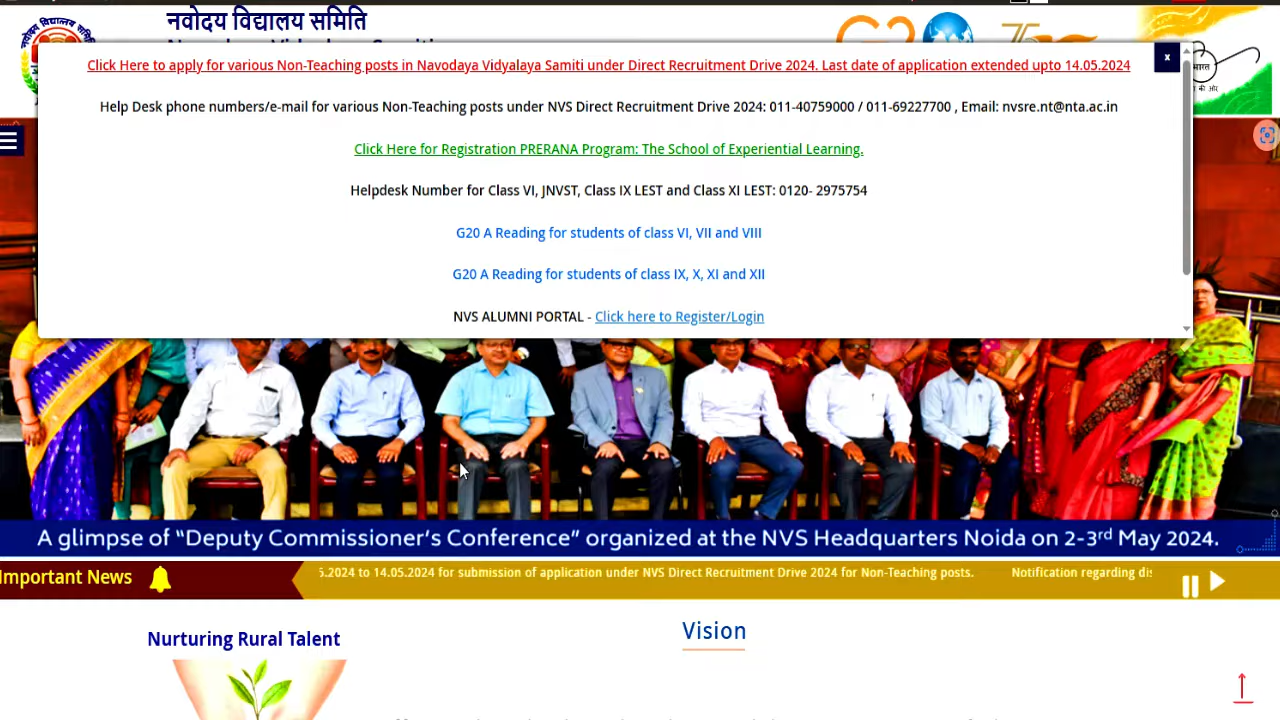 नवोदय विद्यालय समिति
Click Here to apply for various Non-Teaching posts in Navodaya Vidyalaya Samiti under Direct Recruitment Drive 2024. Last date of application extended upto 14.05.2024
x
Help Desk phone numbers/e-mail for various Non-Teaching posts under NVS Direct Recruitment Drive 2024: 011-40759000 / 011-69227700 , Email: nvsre.nt@nta.ac.in
Click Here for Registration PRERANA Program: The School of Experiential Learning.
Helpdesk Number for Class VI, JNVST, Class IX LEST and Class XI LEST: 0120- 2975754
G20 A Reading for students of class VI, VII and VIII
G20 A Reading for students of class IX, X, XI and XII
NVS ALUMNI PORTAL - Click here to Register/Login
A glimpse of “Deputy Commissioner's Conference” organized at the NVS Headquarters Noida on 2-3rd May 2024.
Important News
.2024 to 14.05.2024 for submission of application under NVS Direct Recruitment Drive 2024 for Non-Teaching posts. Notification regarding
Nurturing Rural Talent
Vision